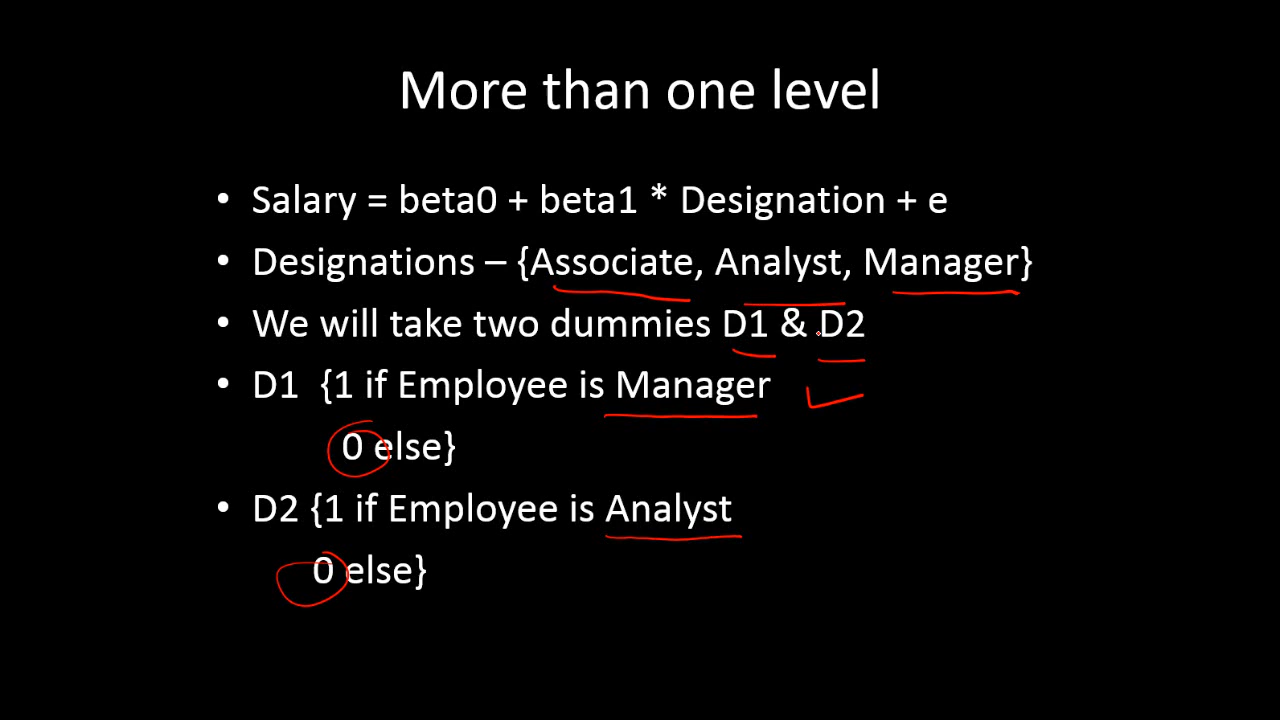 More than one level
• Salary = beta0 + beta1 * Designation + e
• Designations – {Associate, Analyst, Manager}
• We will take two dummies D1 & D2
• D1 {1 if Employee is Manager
0 else}
• D2 {1 if Employee is Analyst
0 else}